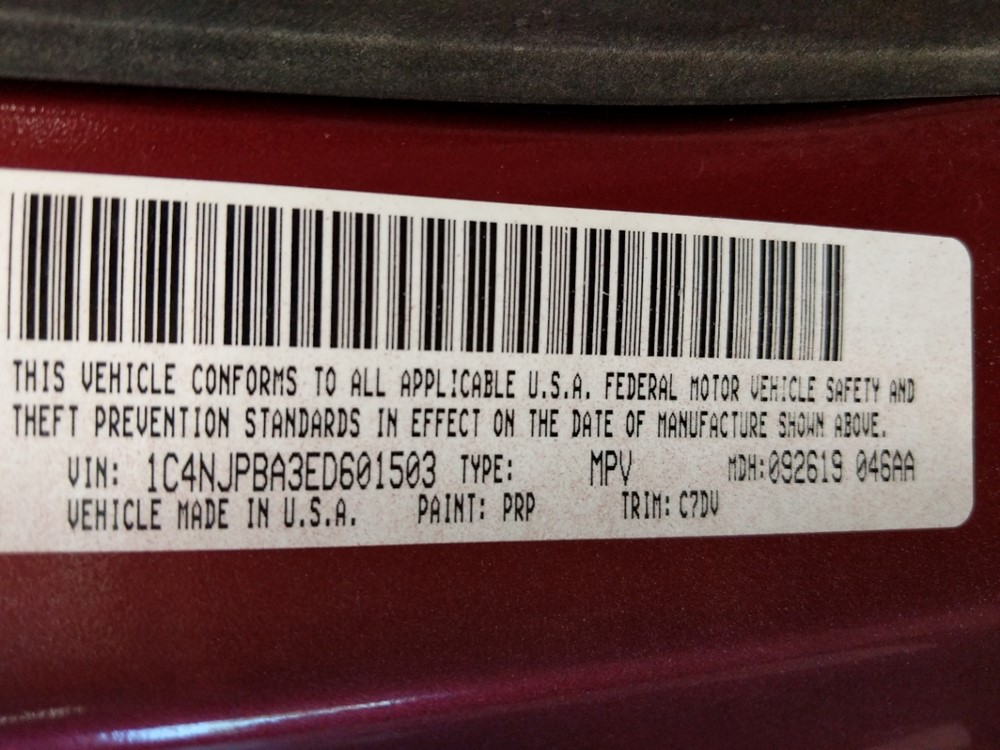 THIS VEHICLE CONFORMS TO ALL APPLICABLE U.S.A. FEDERAL MOTOR VEHICLE SAFETY AND
THEFT PREVENTION STANDARDS IN EFFECT ON THE DATE OF MANUFACTURE SHOWN ABOVE.
VIN: 1C4NJPBA3ED601503 TYPE: MPV MDH:092619 046AA
VEHICLE MADE IN U.S.A. PAINT: PRP TRIM: C7DV